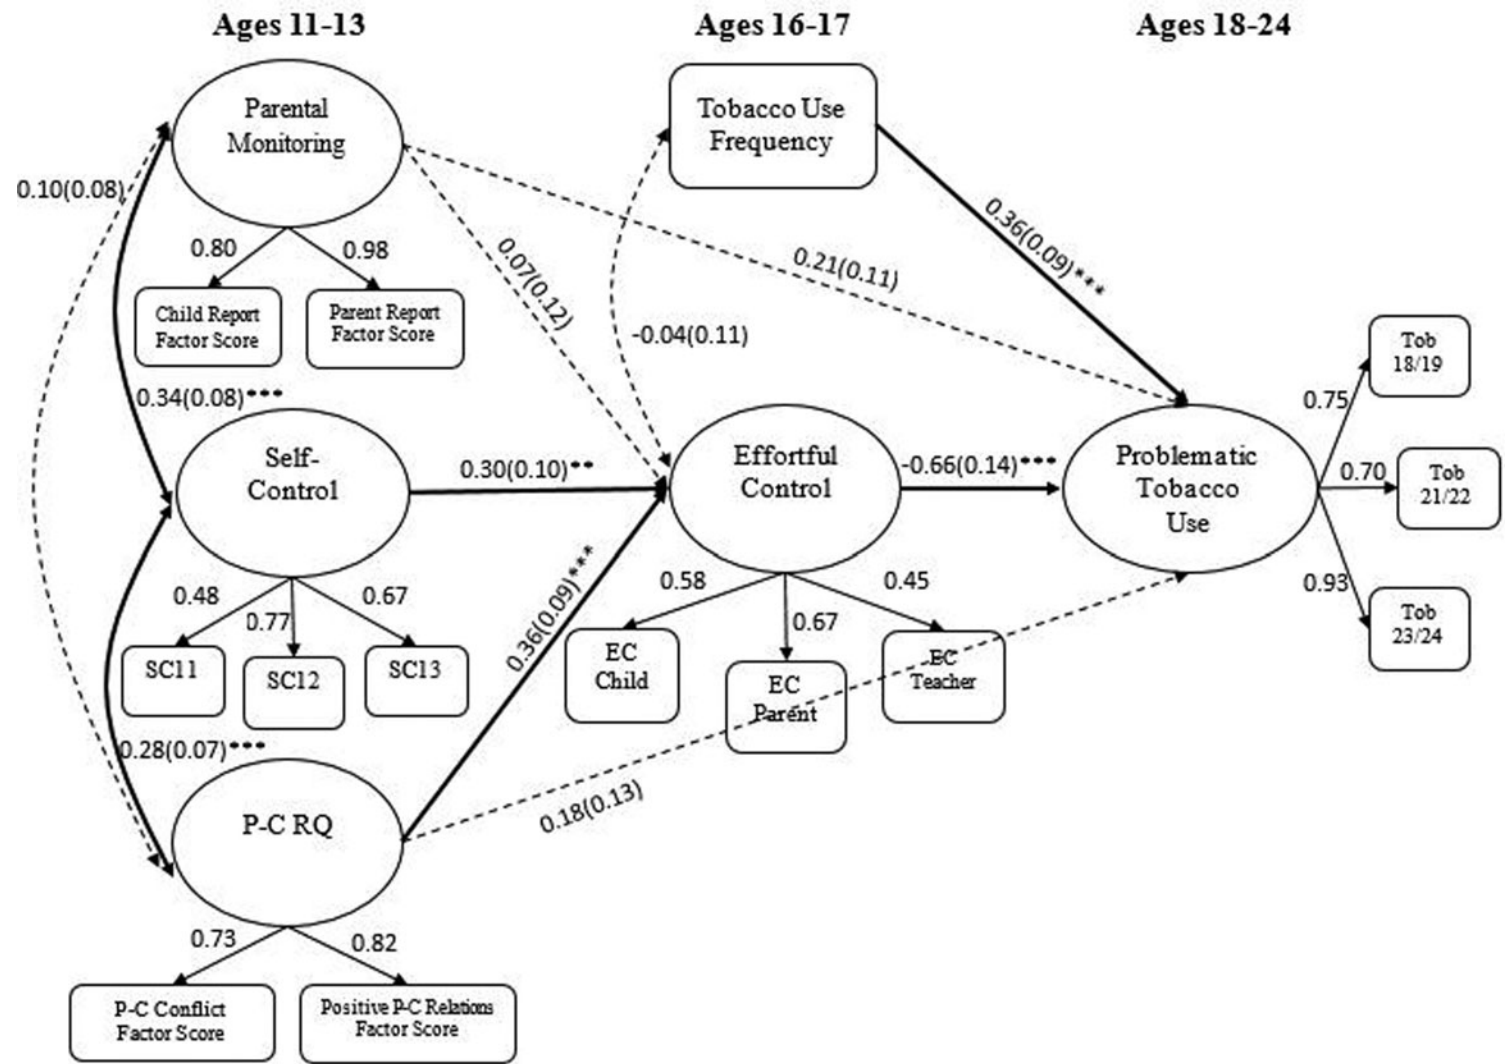 Ages 11-13
Ages 16-17
Ages 18-24
Parental
Monitoring
Tobacco Use
Frequency
0.10(0.08)
0.80
0.98
Child Report
Factor Score
Parent Report
Factor Score
0.07(0.12)
0.21(0.11)
0.36(0.09)***
-0.04(0.11)
0.34(0.08)***
Self-
Control
0.30(0.10)**
Effortful
Control
-0.66(0.14)***
Problematic
Tobacco
Use
0.75
Tob
18/19
0.70
Tob
21/22
0.93
Tob
23/24
0.48
0.77
0.67
SC11
SC12
SC13
0.58
0.67
0.45
EC
Child
EC
Parent
EC
Teacher
0.36(0.09)***
0.28(0.07)***
0.18(0.13)
P-C RQ
0.73
0.82
P-C Conflict
Factor Score
Positive P-C Relations
Factor Score